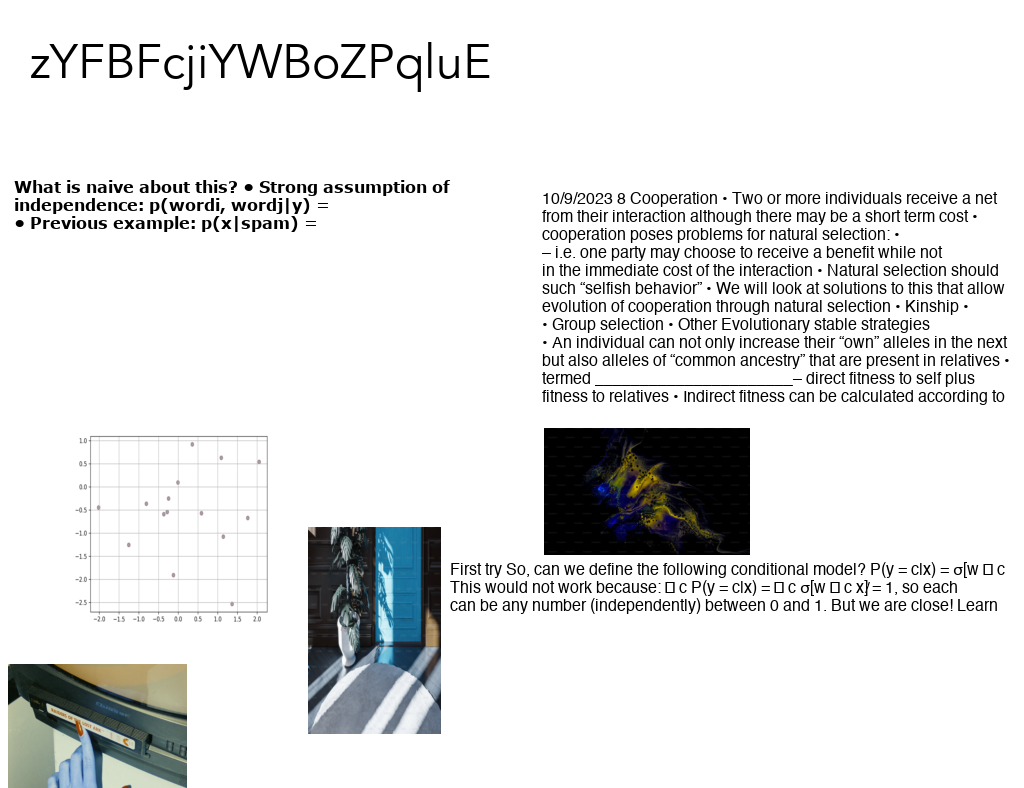 zYFBFcjiYWBoZPqluE
What is naive about this? ● Strong assumption of
independence: p(wordi, wordj|y) =
● Previous example: p(x|spam) =
10/9/2023 8 Cooperation • Two or more individuals receive a net
from their interaction although there may be a short term cost •
cooperation poses problems for natural selection: •
– i.e. one party may choose to receive a benefit while not
in the immediate cost of the interaction • Natural selection should
such “selfish behavior” • We will look at solutions to this that allow
evolution of cooperation through natural selection • Kinship •
• Group selection • Other Evolutionary stable strategies
• An individual can not only increase their “own” alleles in the next
but also alleles of “common ancestry” that are present in relatives •
termed ______________________– direct fitness to self plus
fitness to relatives • Indirect fitness can be calculated according to
1.0
0.5
0.0
−0.5
−1.0
−1.5
−2.0
−2.5
−2.0 −1.5 −1.0 −0.5 0.0 0.5 1.0 1.5 2.0
First try So, can we define the following conditional model? P(y = c|x) = σ[w □ c
This would not work because: □ c P(y = c|x) = □ c σ[w □ c x] ̸= 1, so each
can be any number (independently) between 0 and 1. But we are close! Learn